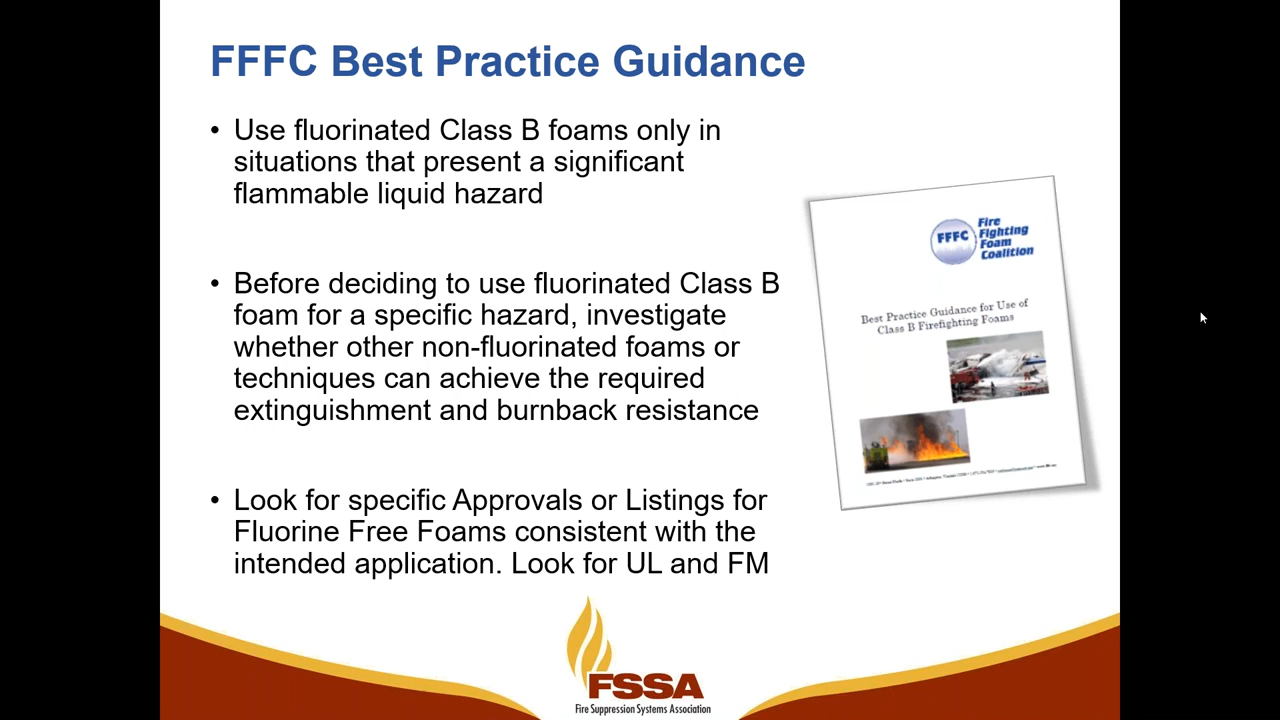 FFFC Best Practice Guidance
• Use fluorinated Class B foams only in
situations that present a significant
flammable liquid hazard
• Before deciding to use fluorinated Class B
foam for a specific hazard, investigate
whether other non-fluorinated foams or
techniques can achieve the required
extinguishment and burnback resistance
• Look for specific Approvals or Listings for
Fluorine Free Foams consistent with the
intended application. Look for UL and FM
FFFC
Fire
Fighting
Foam
Coalition
Best Practice Guidance for Use of
Class B Firefighting Foams
FSSA
Fire Suppression Systems Association